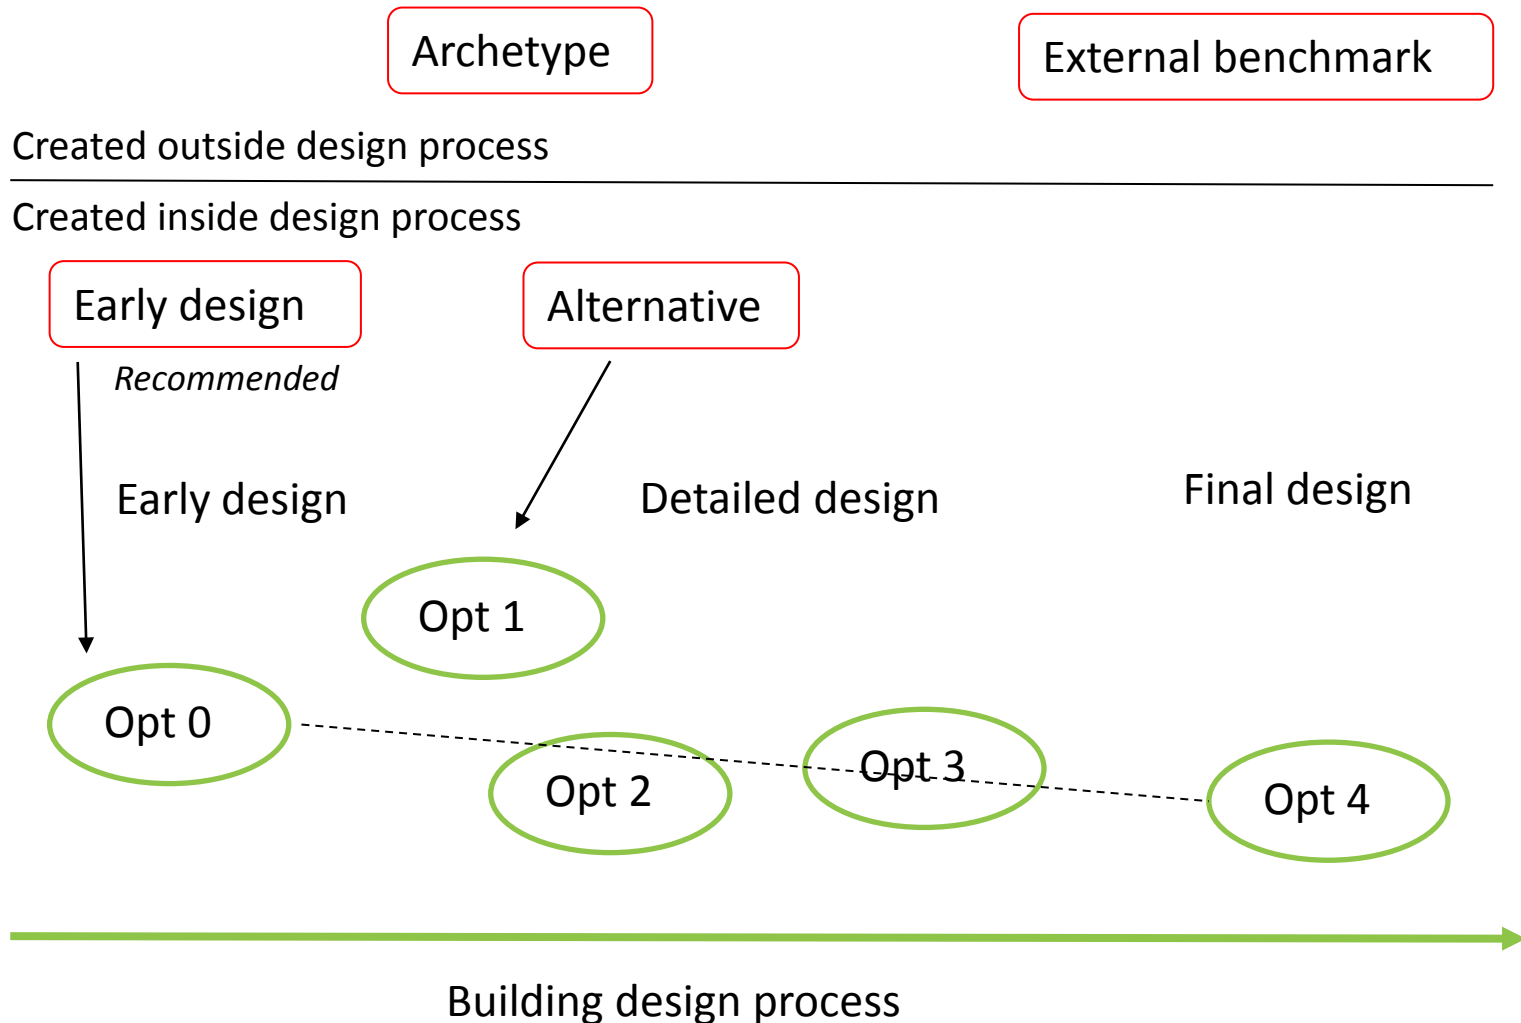 Archetype
External benchmark
Created outside design process
Created inside design process
Early design
Alternative
Recommended
Early design
Detailed design
Final design
Opt 1
Opt 0
Opt 2
Opt 3
Opt 4
Building design process